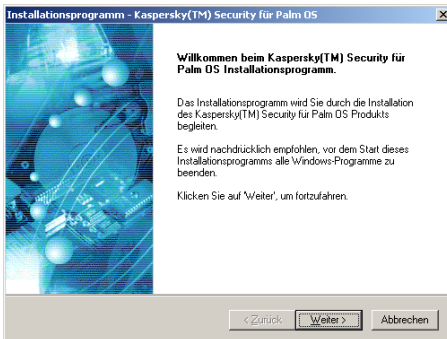 Installationsprogramm - Kaspersky(TM) Security für Palm OS
Willkommen beim Kaspersky(TM) Security für
Palm OS Installationsprogramm.
Das Installationsprogramm wird Sie durch die Installation
des Kaspersky(TM) Security für Palm OS Produkts
begleiten.
Es wird nachdrücklich empfohlen, vor dem Start dieses
Installationsprogramms alle Windows-Programme zu
beenden.
Klicken Sie auf 'Weiter', um fortzufahren.
< Zurück Weiter > Abbrechen